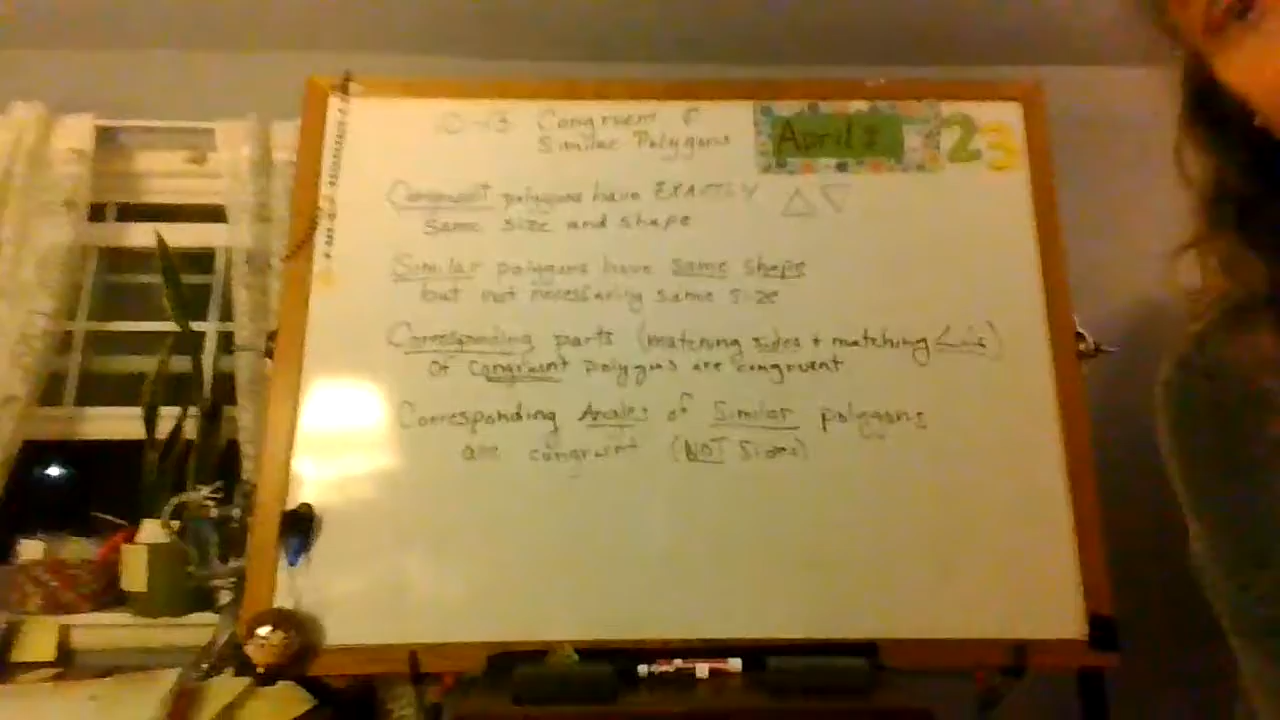 Congruent &
Similar Polygons
April
23
Congruent polygons have EXACTLY
same size and shape
Similar polygons have same shape
but not necessarily same size
Corresponding parts (matching sides + matching ∠'s)
of congruent polygons are congruent
Corresponding Angles of Similar polygons
are congruent (NOT Sides)